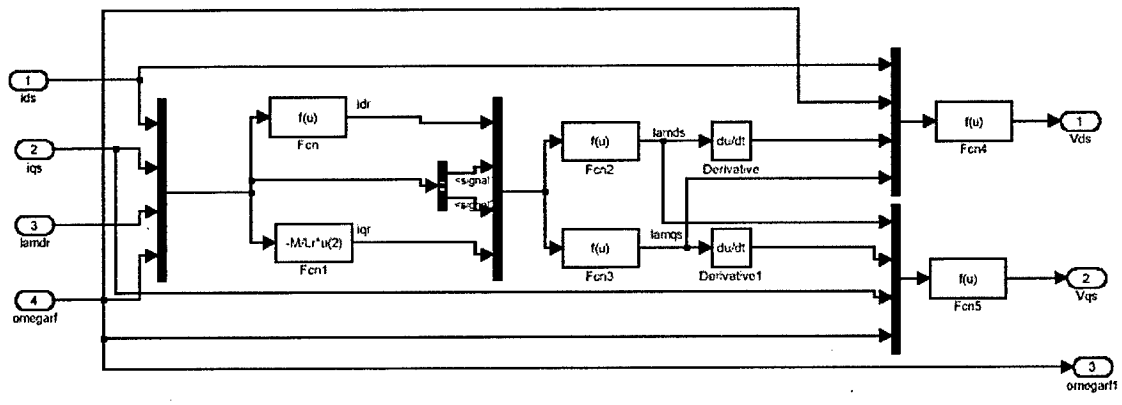 1
ids
2
iqs
3
lamdr
4
omegarf
f(u)
Fcn
idr
-M/Lr*u(2)
Fcn1
iqr
<signal1
<signal2
f(u)
Fcn2
lamds
du/dt
Derivative
f(u)
Fcn3
lamqs
du/dt
Derivative1
f(u)
Fcn4
1
Vds
f(u)
Fcn5
2
Vqs
3
omegarf1